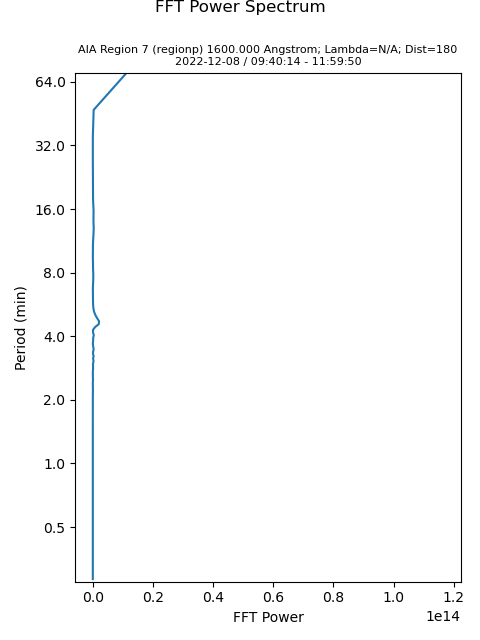 FFT Power Spectrum
AIA Region 7 (regionp) 1600.000 Angstrom; Lambda=N/A; Dist=180
2022-12-08 / 09:40:14 - 11:59:50
64.0
32.0
16.0
8.0
4.0
2.0
1.0
0.5
Period (min)
0.0 0.2 0.4 0.6 0.8 1.0 1.2
1e14
FFT Power